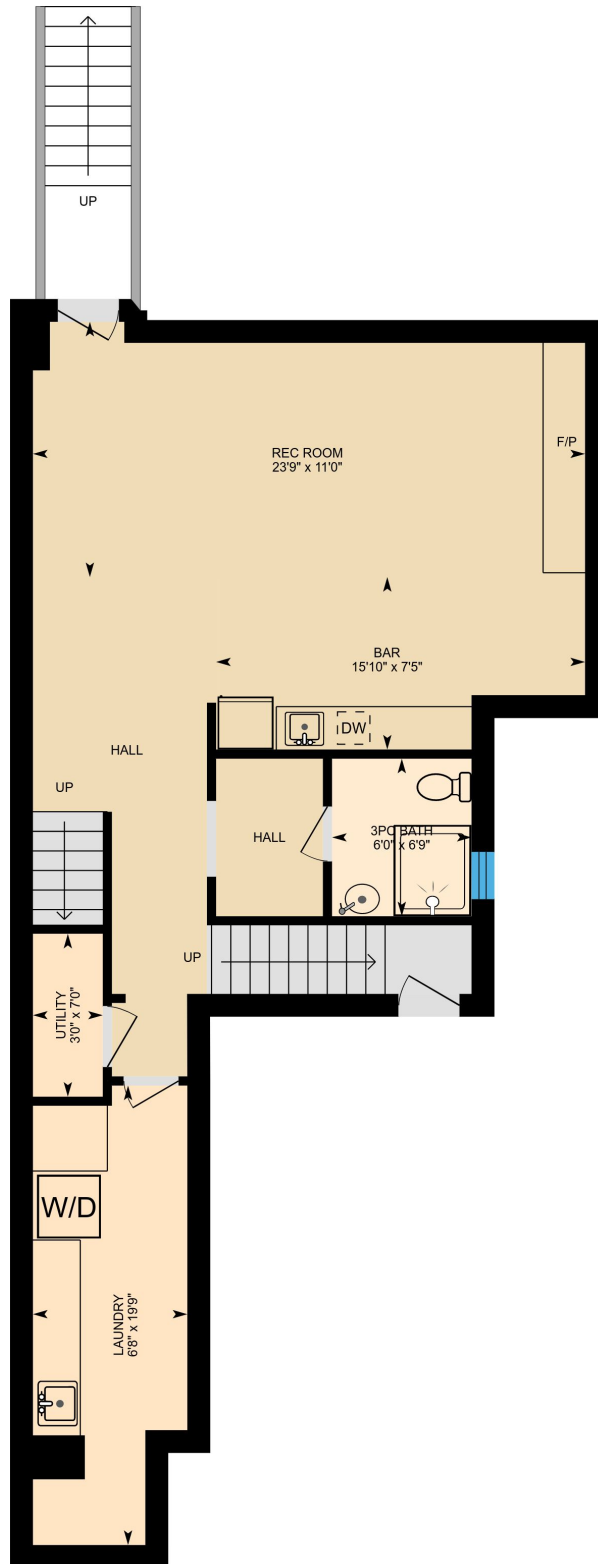 UP
F/P
REC ROOM
23'9" x 11'0"
BAR
15'10" x 7'5"
DW
HALL
UP
HALL
3PC BATH
6'0" x 6'9"
UP
UTILITY
3'0" x 7'0"
W/D
LAUNDRY
6'8" x 19'9"